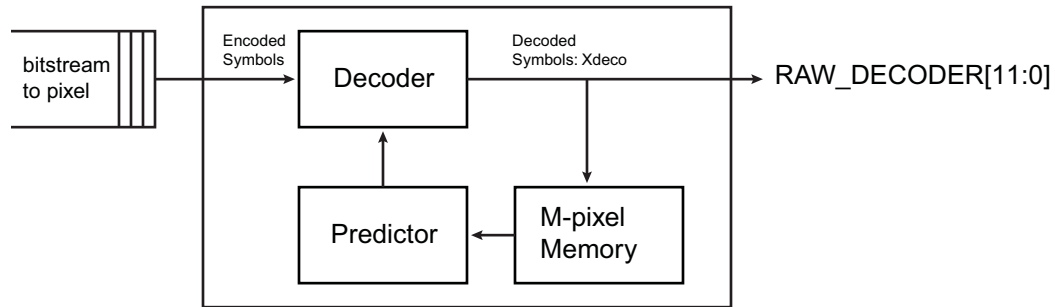 bitstream
to pixel
Encoded
Symbols
Decoder
Decoded
Symbols: Xdeco
RAW_DECODER[11:0]
Predictor
M-pixel
Memory